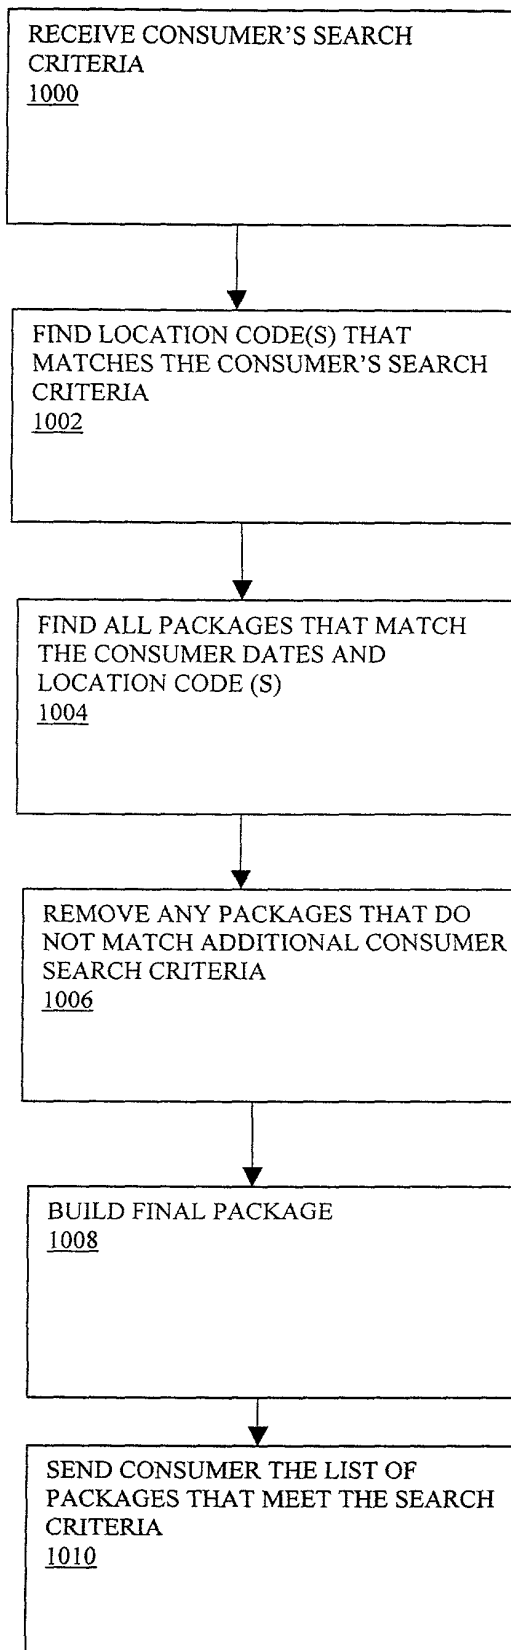 RECEIVE CONSUMER'S SEARCH
CRITERIA
1000
FIND LOCATION CODE(S) THAT
MATCHES THE CONSUMER'S SEARCH
CRITERIA
1002
FIND ALL PACKAGES THAT MATCH
THE CONSUMER DATES AND
LOCATION CODE (S)
1004
REMOVE ANY PACKAGES THAT DO
NOT MATCH ADDITIONAL CONSUMER
SEARCH CRITERIA
1006
BUILD FINAL PACKAGE
1008
SEND CONSUMER THE LIST OF
PACKAGES THAT MEET THE SEARCH
CRITERIA
1010